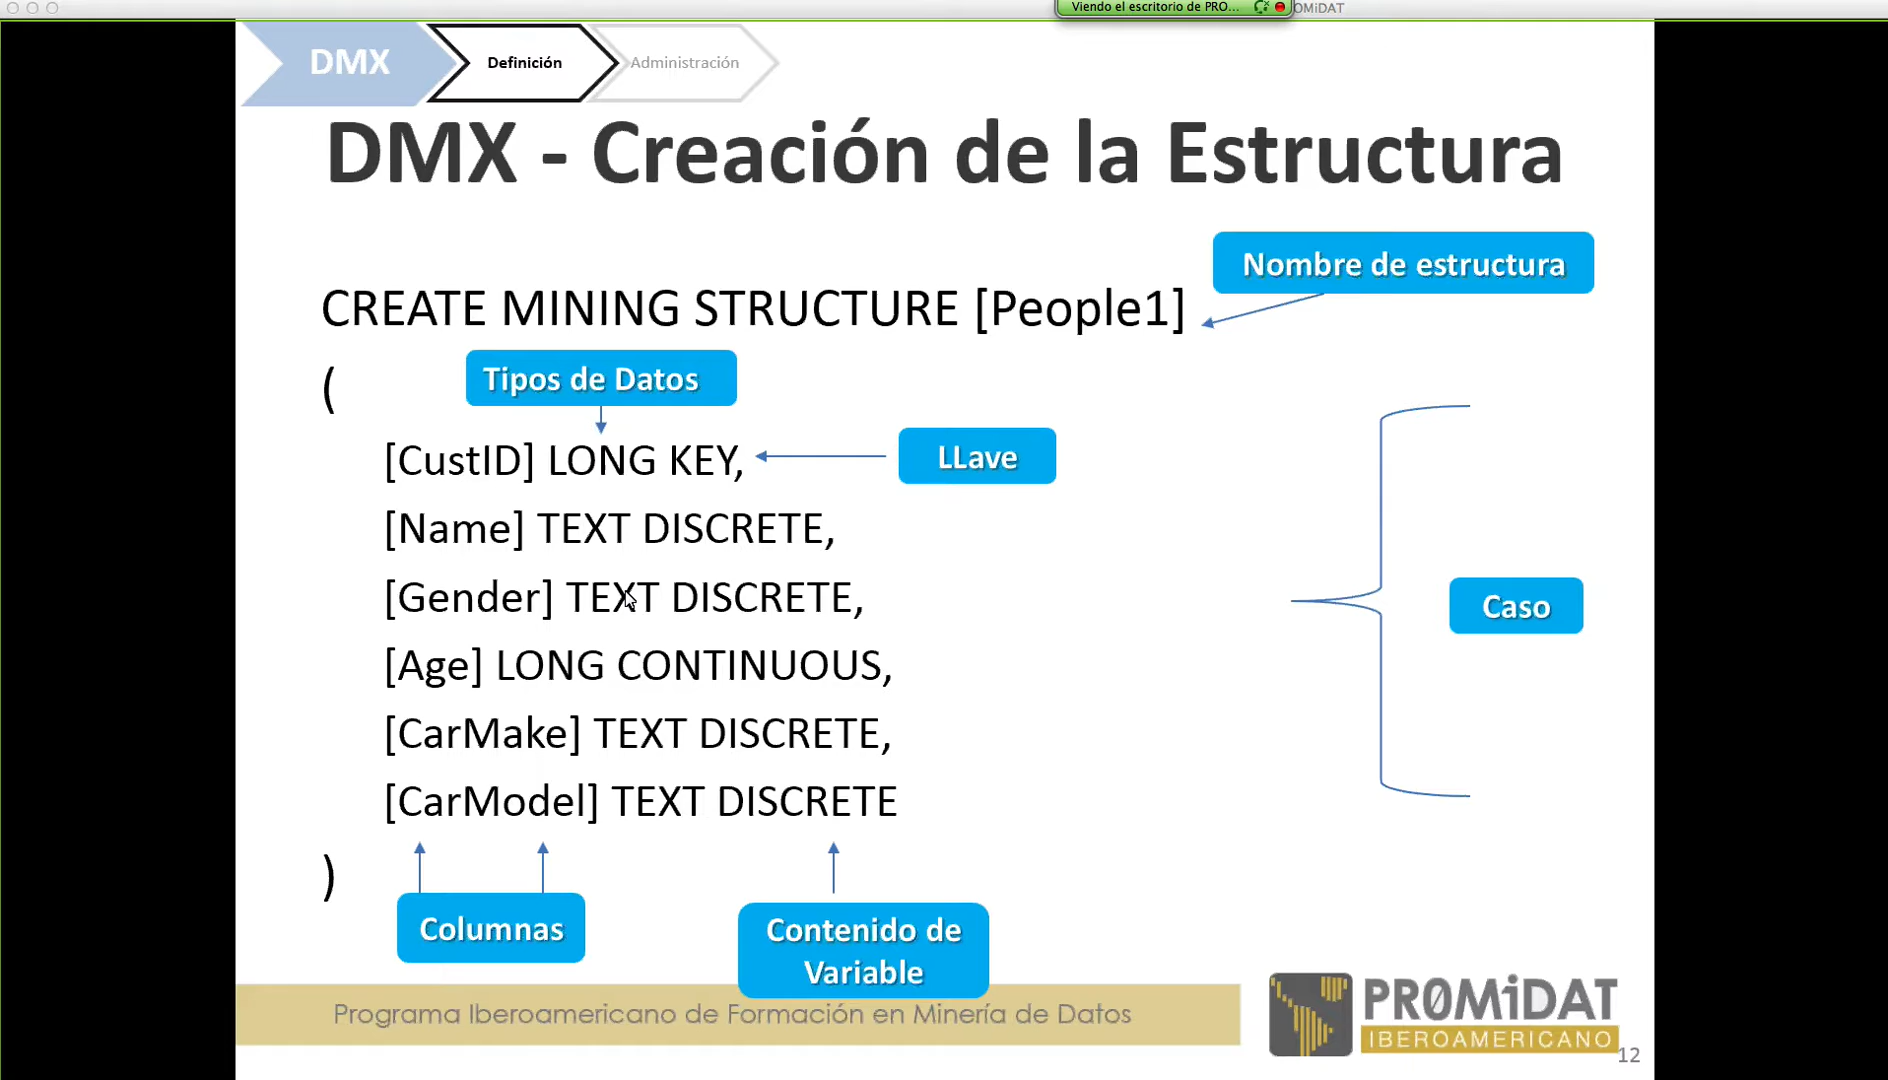 Viendo el escritorio de PRO...
OMiDAT
DMX
Definición
Administración
DMX - Creación de la Estructura
Nombre de estructura
CREATE MINING STRUCTURE [People1]
(
Tipos de Datos
[CustID] LONG KEY,
LLave
[Name] TEXT DISCRETE,
[Gender] TEXT DISCRETE,
Caso
[Age] LONG CONTINUOUS,
[CarMake] TEXT DISCRETE,
[CarModel] TEXT DISCRETE
)
Columnas
Contenido de
Variable
Programa Iberoamericano de Formación en Minería de Datos
PR0MiDAT
IBEROAMERICANO
12